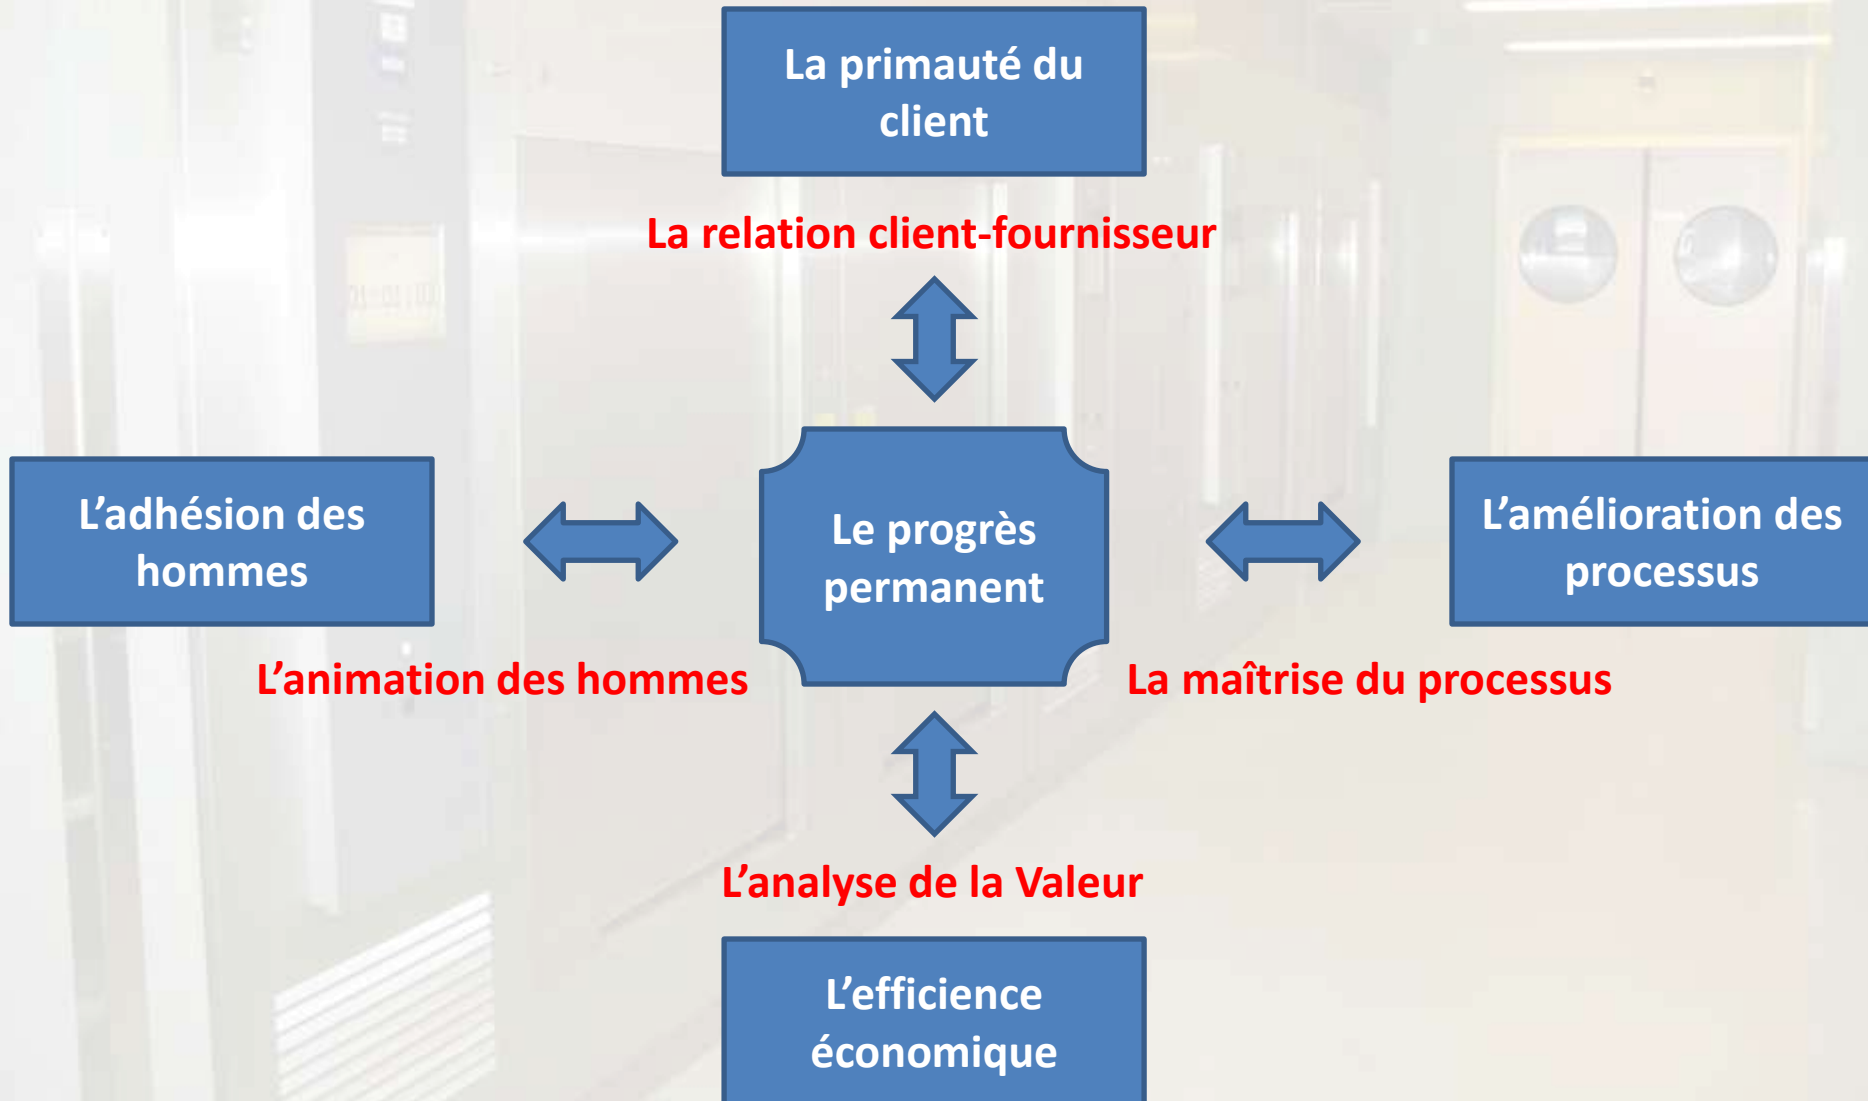 La primauté du
client
La relation client-fournisseur
L’adhésion des
hommes
Le progrès
permanent
L’amélioration des
processus
L’animation des hommes
La maîtrise du processus
L’analyse de la Valeur
L’efficience
économique